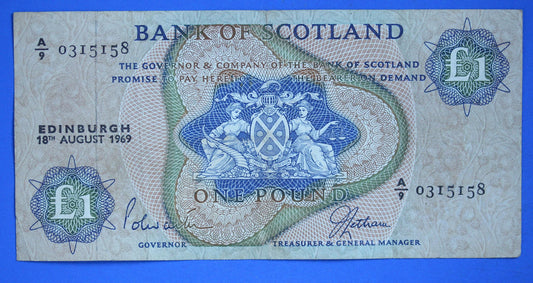 BANK OF SCOTLAND
A/9 0315158
THE GOVERNOR & COMPANY OF THE BANK OF SCOTLAND
PROMISE TO PAY HERE TO THE BEARER ON DEMAND
£1
EDINBURGH
18TH AUGUST 1969
A/9 0315158
ONE POUND
£1
GOVERNOR
TREASURER & GENERAL MANAGER